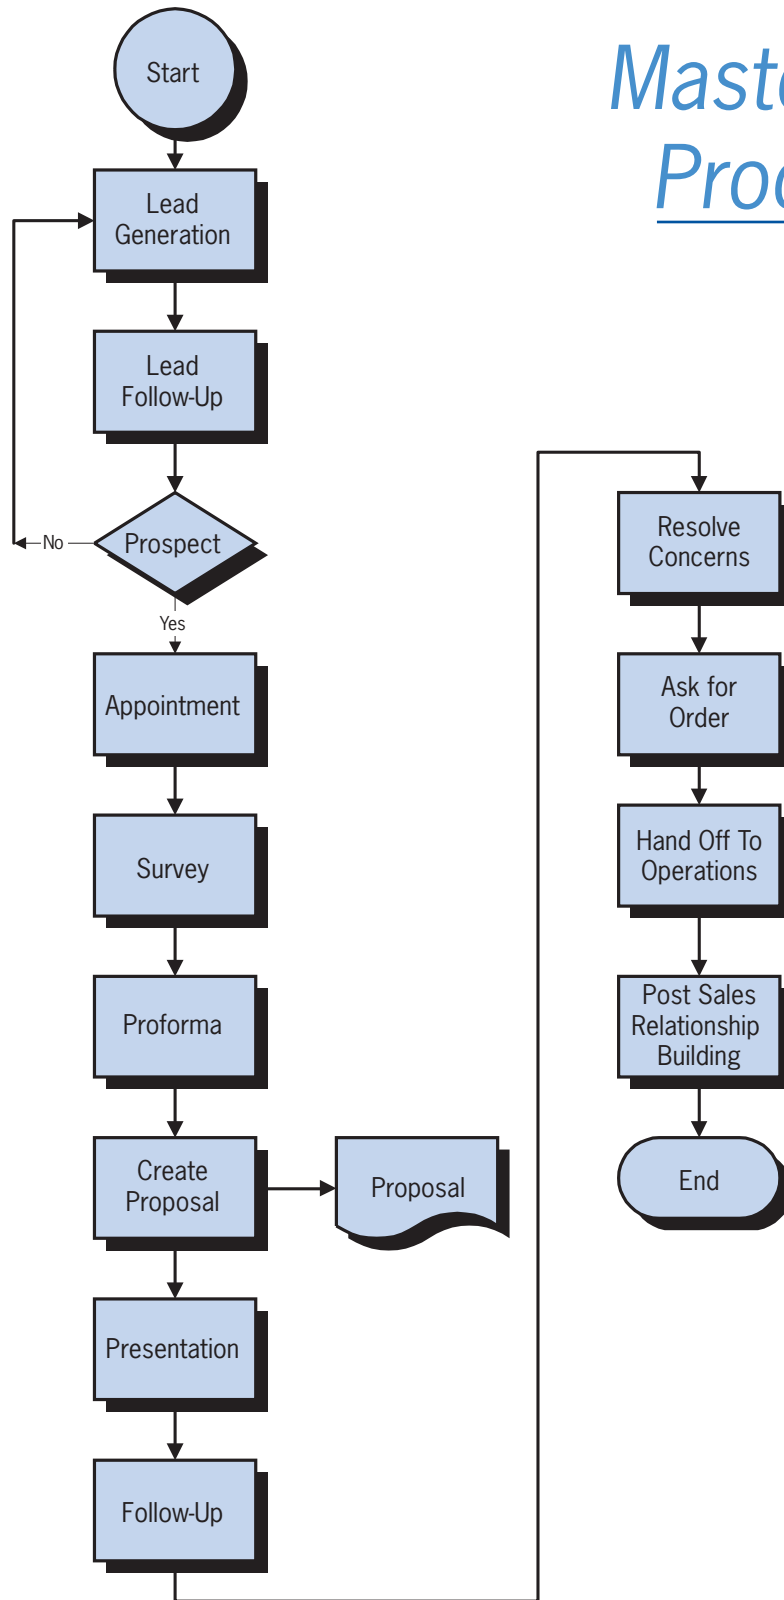 Start
Lead
Generation
Lead
Follow-Up
No
Prospect
Yes
Appointment
Survey
Proforma
Create
Proposal
Proposal
Presentation
Follow-Up
Resolve
Concerns
Ask for
Order
Hand Off To
Operations
Post Sales
Relationship
Building
End